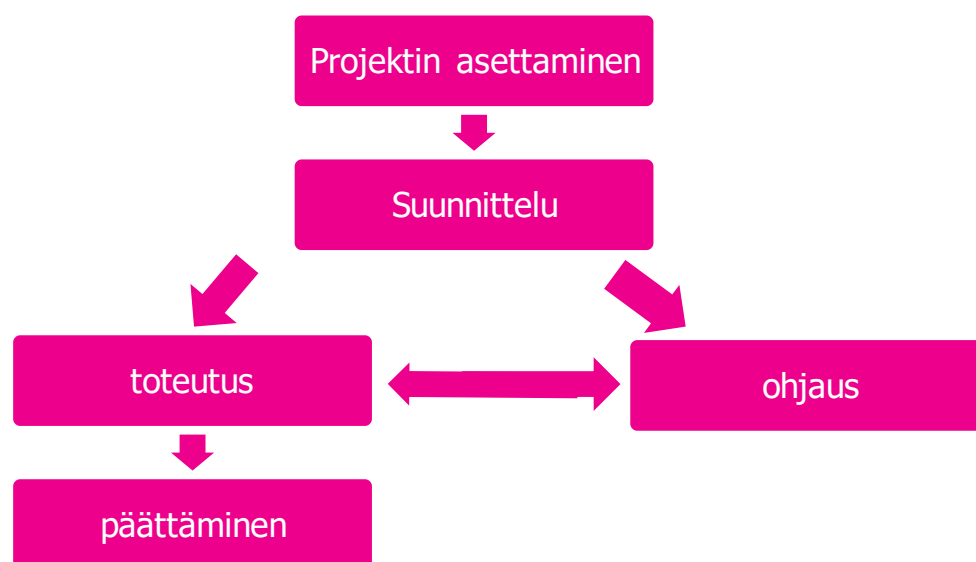 Projektin asettaminen
Suunnittelu
toteutus
ohjaus
päättäminen